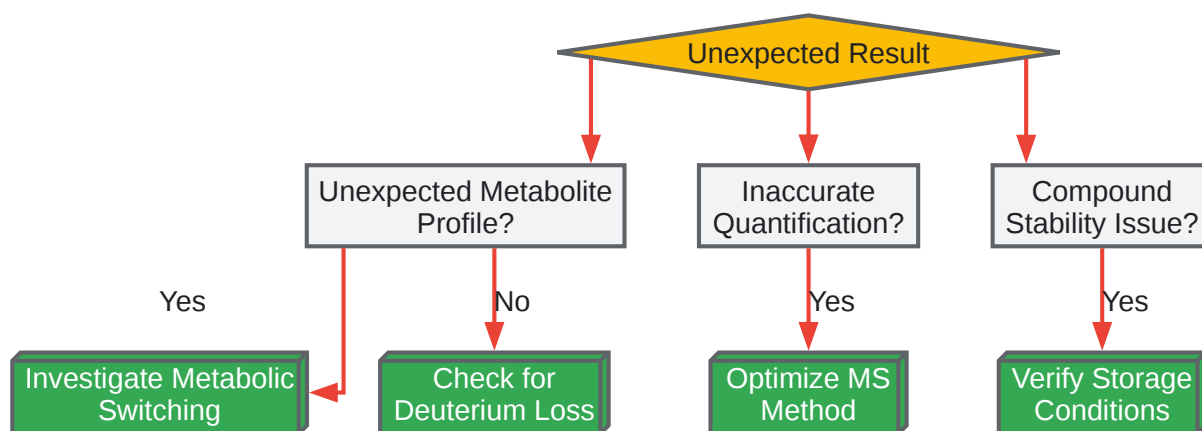 Unexpected Result
Unexpected Metabolite
Profile?
Inaccurate
Quantification?
Compound
Stability Issue?
Yes
No
Yes
Yes
Investigate Metabolic
Switching
Check for
Deuterium Loss
Optimize MS
Method
Verify Storage
Conditions